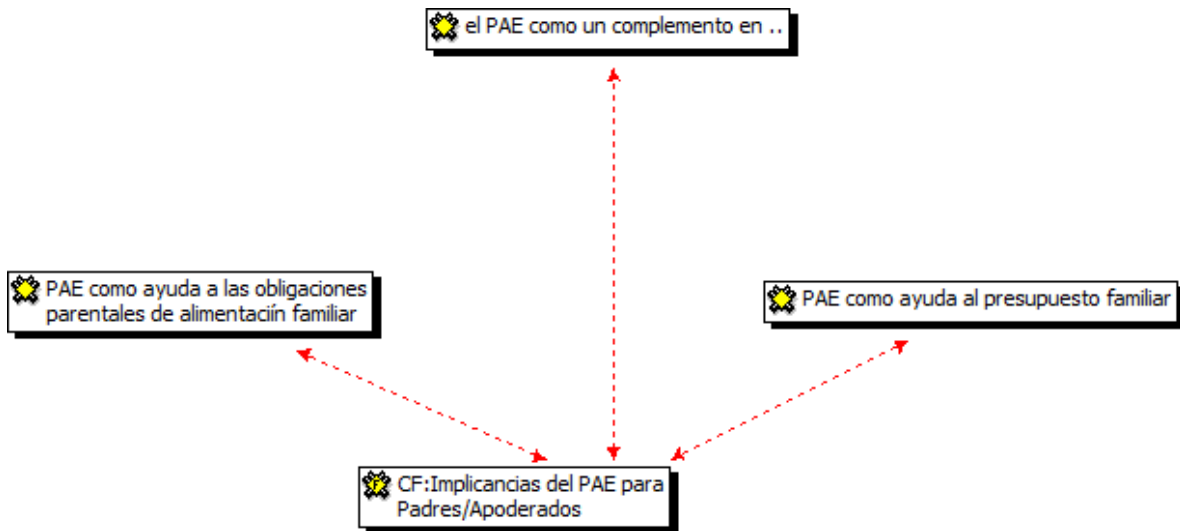 el PAE como un complemento en ..
PAE como ayuda a las obligaciones
parentales de alimentaciín familiar
PAE como ayuda al presupuesto familiar
CF:Implicancias del PAE para
Padres/Apoderados